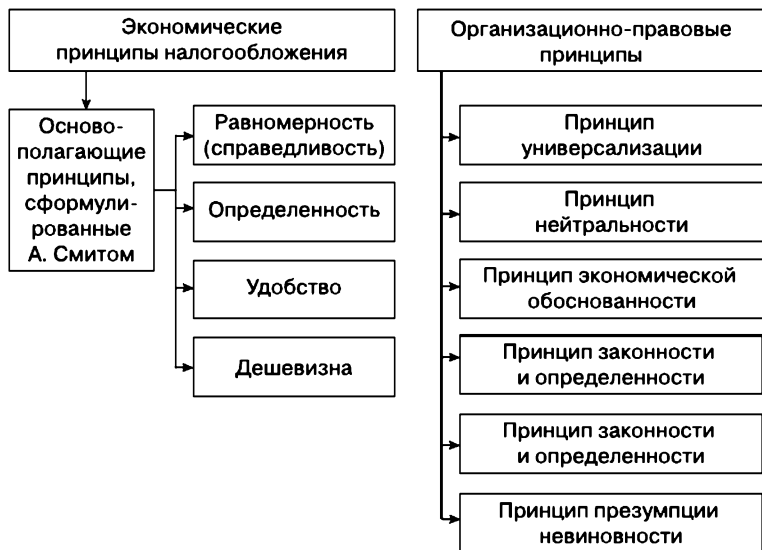 Экономические
принципы налогообложения
Осново-
полагающие
принципы,
сформули-
рованные
А. Смитом
Равномерность
(справедливость)
Определенность
Удобство
Дешевизна
Организационно-правовые
принципы
Принцип
универсализации
Принцип
нейтральности
Принцип экономической
обоснованности
Принцип законности
и определенности
Принцип законности
и определенности
Принцип презумпции
невиновности